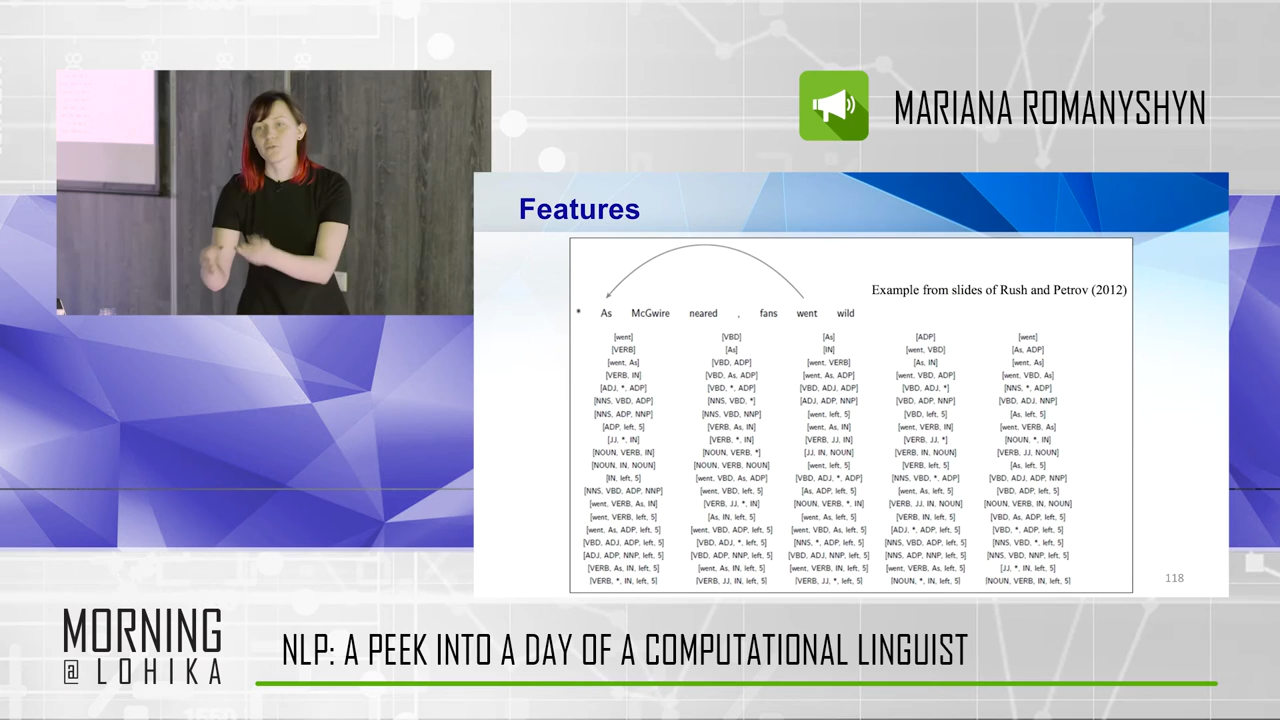 MARIANA ROMANYSHYN
Features
Example from slides of Rush and Petrov (2012)
* As McGwire neared , fans went wild
[went] [VBD] [As] [ADP] [went]
[VERB] [As] [IN] [went, VBD] [As, ADP]
[went, As] [VBD, ADP] [went, VERB] [As, IN] [went, As]
[VERB, IN] [VBD, As, ADP] [went, As, ADP] [went, VBD, ADP] [went, VBD, As]
[ADJ, *, ADP] [VBD, *, ADP] [VBD, ADJ, ADP] [VBD, ADJ, *] [NNS, *, ADP]
[NNS, VBD, ADP] [NNS, VBD, *] [ADJ, ADP, NNP] [VBD, ADP, NNP] [VBD, ADJ, NNP]
[NNS, ADP, NNP] [NNS, VBD, NNP] [went, left, 5] [VBD, left, 5] [As, left, 5]
[ADP, left, 5] [VERB, As, IN] [went, As, IN] [went, VERB, IN] [went, VERB, As]
[JJ, *, IN] [VERB, *, IN] [VERB, JJ, IN] [VERB, JJ, *] [NOUN, *, IN]
[NOUN, VERB, IN] [NOUN, VERB, *] [JJ, IN, NOUN] [VERB, IN, NOUN] [VERB, JJ, NOUN]
[NOUN, IN, NOUN] [NOUN, VERB, NOUN] [went, left, 5] [VERB, left, 5] [As, left, 5]
[IN, left, 5] [went, VBD, As, ADP] [VBD, ADJ, *, ADP] [NNS, VBD, *, ADP] [VBD, ADJ, ADP, NNP]
[NNS, VBD, ADP, NNP] [went, VBD, left, 5] [As, ADP, left, 5] [went, As, left, 5] [VBD, ADP, left, 5]
[went, VERB, As, IN] [VERB, JJ, *, IN] [NOUN, VERB, *, IN] [VERB, JJ, IN, NOUN] [NOUN, VERB, IN, NOUN]
[went, VERB, left, 5] [As, IN, left, 5] [went, As, left, 5] [VERB, IN, left, 5] [VBD, As, ADP, left, 5]
[went, As, ADP, left, 5] [went, VBD, ADP, left, 5] [went, VBD, As, left, 5] [ADJ, *, ADP, left, 5] [VBD, *, ADP, left, 5]
[VBD, ADJ, ADP, left, 5] [VBD, ADJ, *, left, 5] [NNS, *, ADP, left, 5] [NNS, VBD, ADP, left, 5] [NNS, VBD, *, left, 5]
[ADJ, ADP, NNP, left, 5] [VBD, ADP, NNP, left, 5] [VBD, ADJ, NNP, left, 5] [NNS, ADP, NNP, left, 5] [NNS, VBD, NNP, left, 5]
[VERB, As, IN, left, 5] [went, As, IN, left, 5] [went, VERB, IN, left, 5] [went, VERB, As, left, 5] [JJ, *, IN, left, 5]
[VERB, *, IN, left, 5] [VERB, JJ, IN, left, 5] [VERB, JJ, *, left, 5] [NOUN, *, IN, left, 5] [NOUN, VERB, IN, left, 5]
118
MORNING
@ LOHIKA
NLP: A PEEK INTO A DAY OF A COMPUTATIONAL LINGUIST